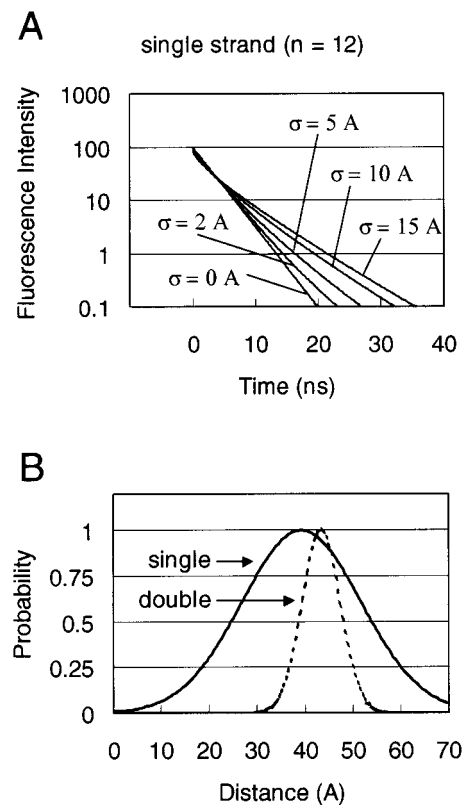 A
single strand (n = 12)
Fluorescence Intensity
1000
100
10
1
0.1
σ = 5 A
σ = 10 A
σ = 2 A
σ = 15 A
σ = 0 A
0
10
20
30
40
Time (ns)
B
Probability
1
0.75
0.5
0.25
0
single
double
0
10
20
30
40
50
60
70
Distance (A)